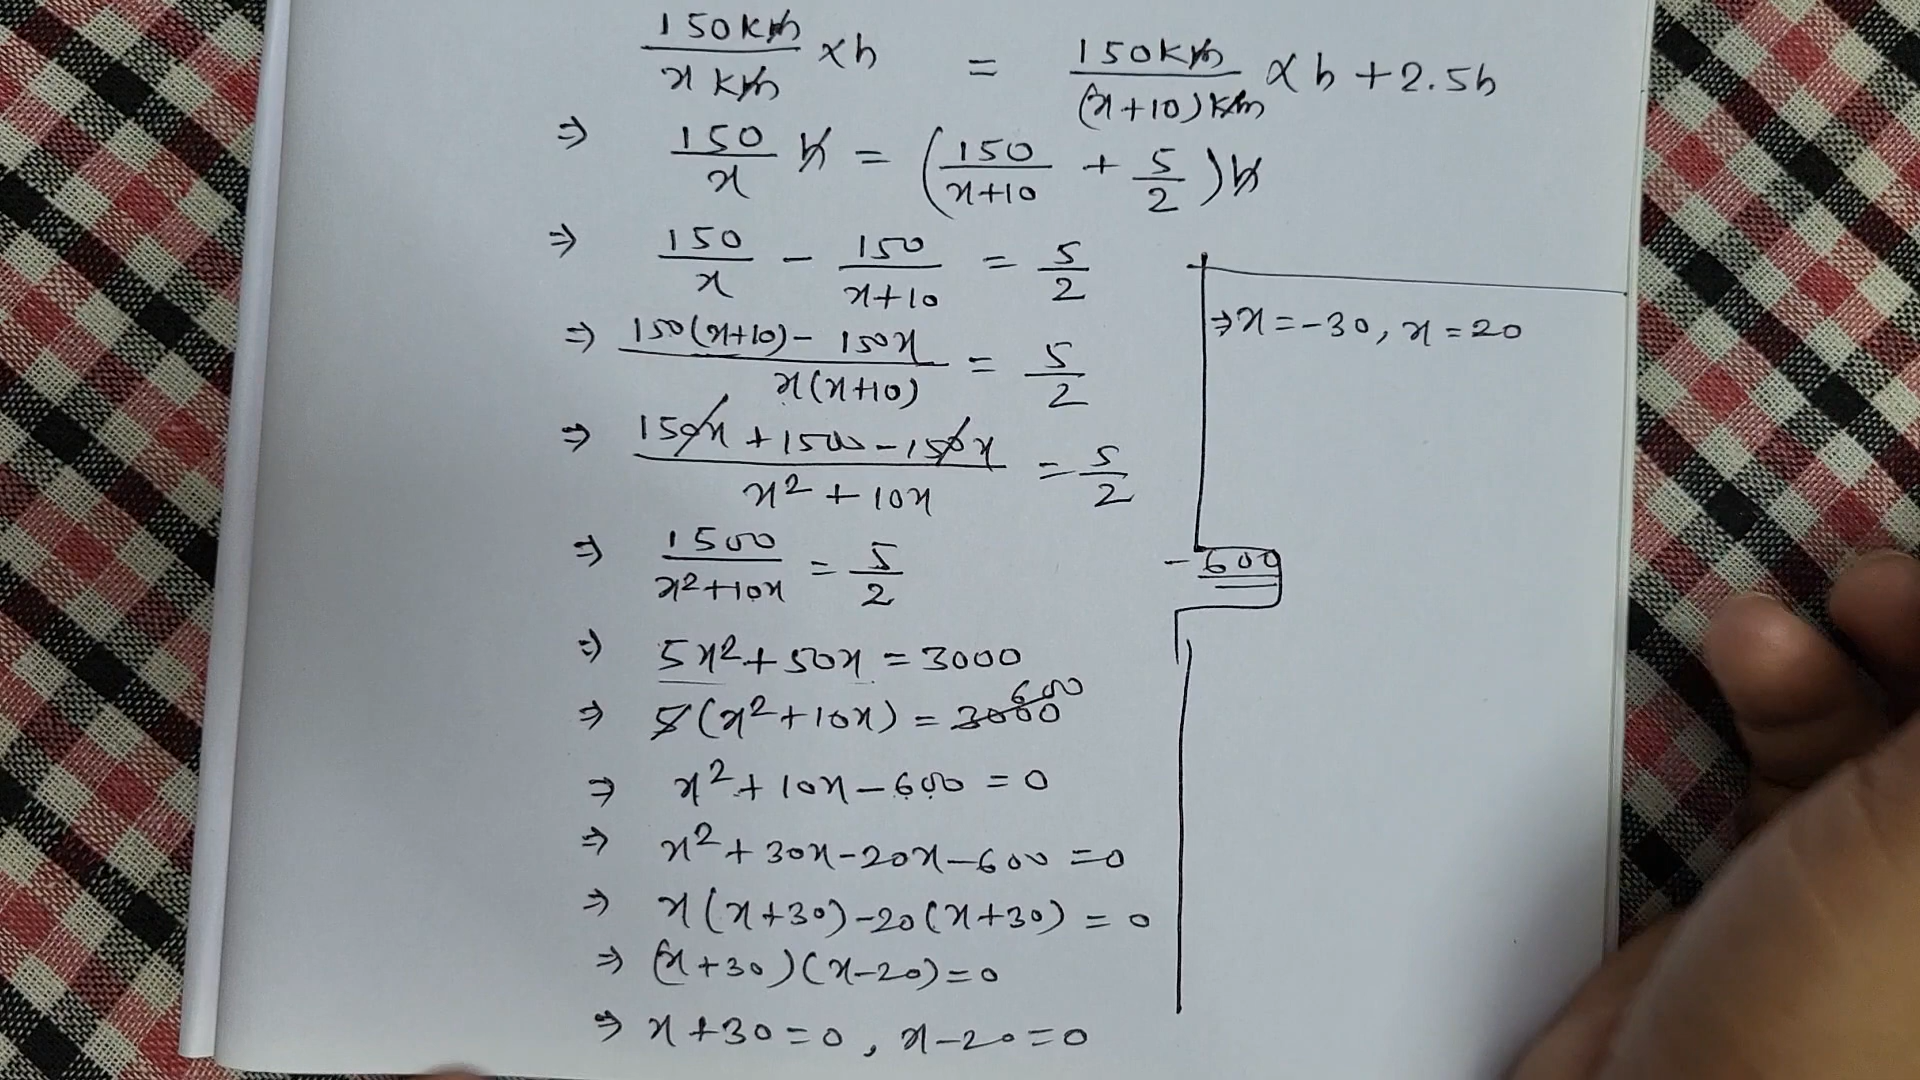 150km/x km × h = 150km/(x+10)km × h + 2.5h
⇒ 150/x h = (150/x+10 + 5/2)h
⇒ 150/x - 150/x+10 = 5/2
⇒ 150(x+10) - 150x/x(x+10) = 5/2
⇒ 150x + 1500 - 150x/x² + 10x = 5/2
⇒ 1500/x²+10x = 5/2
⇒ 5x² + 50x = 3000
⇒ 5(x² + 10x) = 3000 600
⇒ x² + 10x - 600 = 0
⇒ x² + 30x - 20x - 600 = 0
⇒ x(x+30) - 20(x+30) = 0
⇒ (x+30)(x-20) = 0
⇒ x + 30 = 0, x - 20 = 0
⇒ x = -30, x = 20
- 600